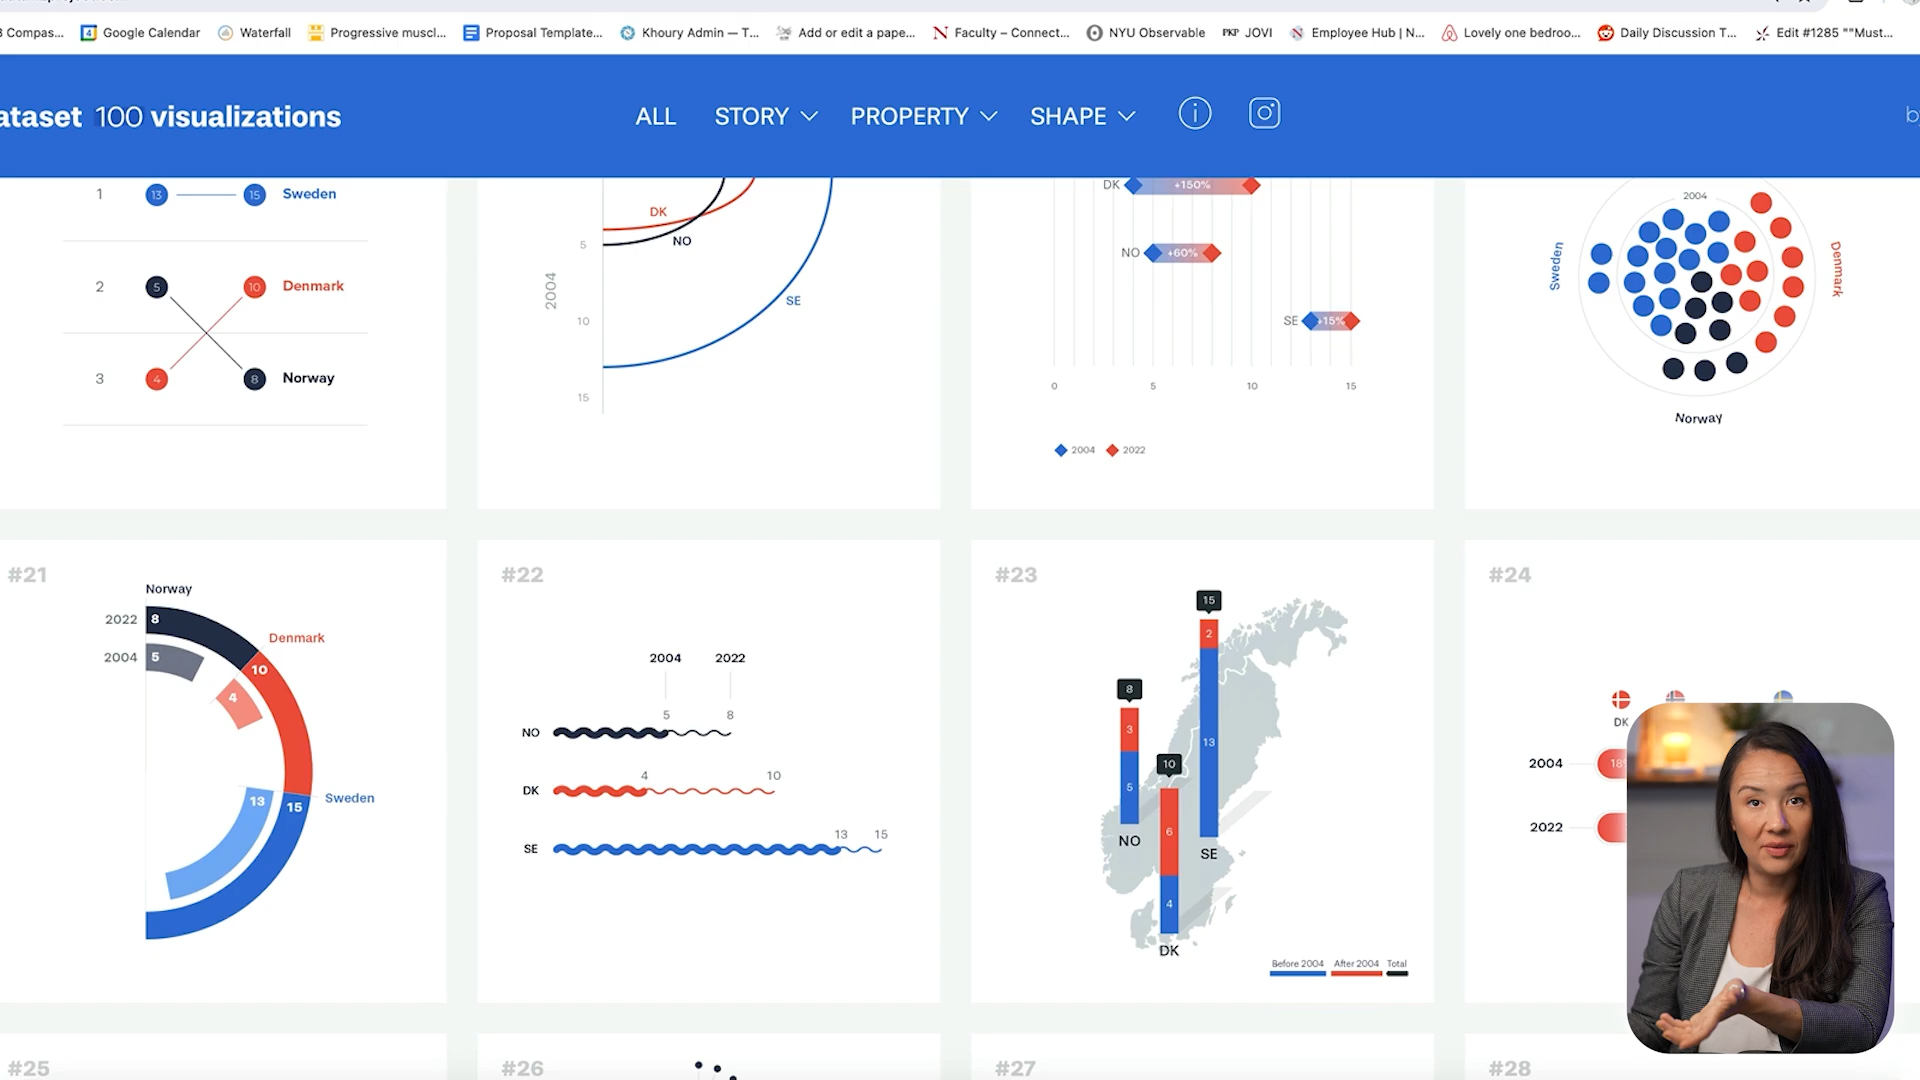 Compas...
Google Calendar
Waterfall
Progressive muscl...
Proposal Template...
Khoury Admin — T...
Add or edit a pape...
Faculty – Connect...
NYU Observable
PKP JOVI
Employee Hub | N...
Lovely one bedroo...
Daily Discussion T...
Edit #1285 ""Must...
ataset 100 visualizations
ALL
STORY
PROPERTY
SHAPE
1 13 15 Sweden
2 5 10 Denmark
3 4 8 Norway
DK
NO
SE
2004
5
10
15
DK +150%
NO +60%
SE +15%
0 5 10 15
2004 2022
2004
Sweden
Denmark
Norway
#21
Norway
2022 8
2004 5
Denmark
10
4
13 15 Sweden
#22
2004 2022
5 8
NO
4 10
DK
13 15
SE
#23
15
2
8
3
13
10
5
6
NO
SE
4
DK
Before 2004 After 2004 Total
#24
DK
2004 18
2022
#25
#26
#27
#28